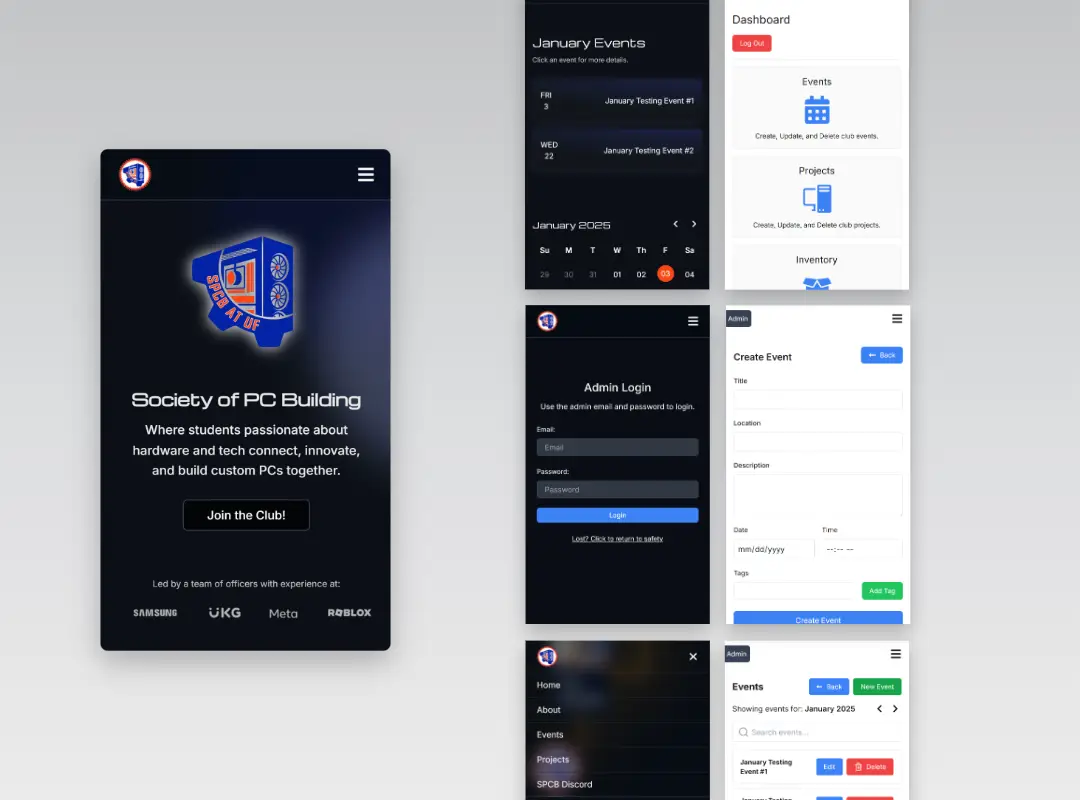 SPCB AT UF
Society of PC Building
Where students passionate about
hardware and tech connect, innovate,
and build custom PCs together.
Join the Club!
Led by a team of officers with experience at:
SAMSUNG UKG Meta ROBLOX
January Events
Click an event for more details.
FRI
3
January Testing Event #1
WED
22
January Testing Event #2
January 2025
Su M T W Th F Sa
29 30 31 01 02 03 04
Dashboard
Log Out
Events
Create, Update, and Delete club events.
Projects
Create, Update, and Delete club projects.
Inventory
Admin Login
Use the admin email and password to login.
Email:
Email
Password:
Password
Login
Lost? Click to return to safety
Admin
Create Event
← Back
Title
Location
Description
Date Time
mm/dd/yyyy --:-- --
Tags
Add Tag
Create Event
Home
About
Events
Projects
SPCB Discord
Admin
Events
← Back
New Event
Showing events for: January 2025
Search events...
January Testing
Event #1
Edit
Delete
January Testing